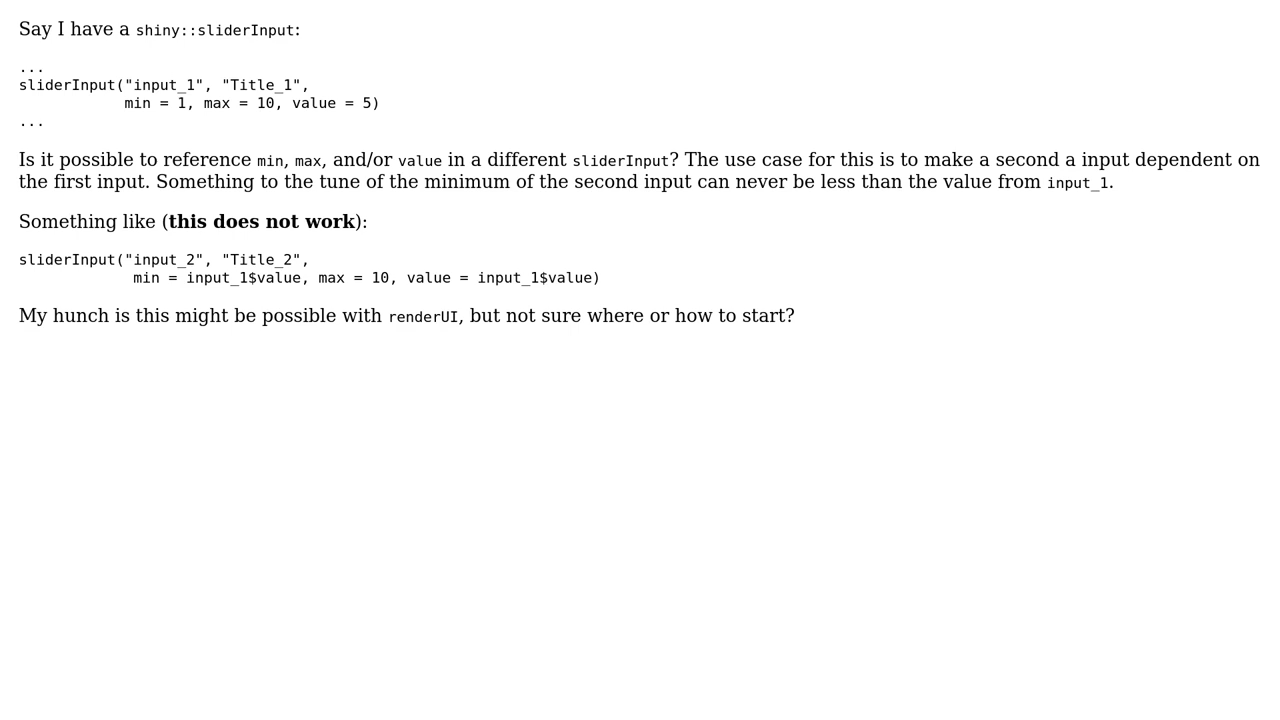 Say I have a shiny::sliderInput:
...
sliderInput("input_1", "Title_1",
            min = 1, max = 10, value = 5)
...
Is it possible to reference min, max, and/or value in a different sliderInput? The use case for this is to make a second a input dependent on
the first input. Something to the tune of the minimum of the second input can never be less than the value from input_1.
Something like (this does not work):
sliderInput("input_2", "Title_2",
             min = input_1$value, max = 10, value = input_1$value)
My hunch is this might be possible with renderUI, but not sure where or how to start?